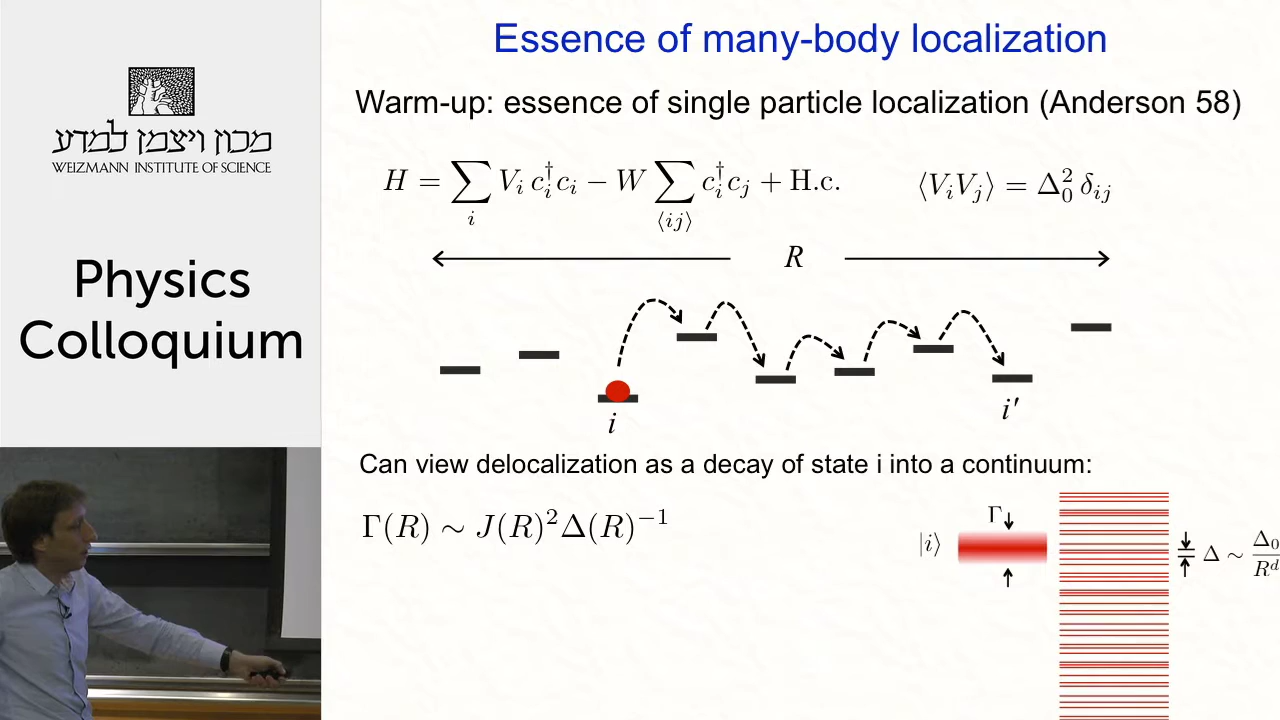 Essence of many-body localization
Warm-up: essence of single particle localization (Anderson 58)
מכון ויצמן למדע
WEIZMANN INSTITUTE OF SCIENCE
Physics
Colloquium
H = ∑_i V_i c_i^† c_i − W ∑_⟨ij⟩ c_i^† c_j + H.c.
⟨V_i V_j⟩ = Δ_0^2 δ_ij
R
i
i′
Can view delocalization as a decay of state i into a continuum:
Γ(R) ∼ J(R)^2 Δ(R)^−1
|i⟩
Γ
Δ ∼ Δ_0 / R^d